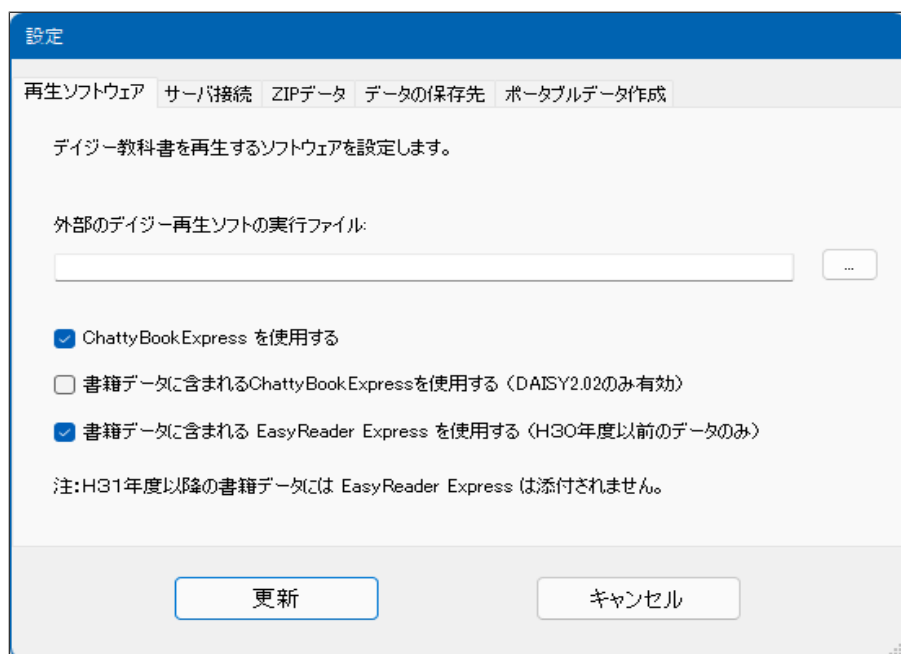 設定
再生ソフトウェア サーバ接続 ZIPデータ データの保存先 ポータブルデータ作成
デイジー教科書を再生するソフトウェアを設定します。
外部のデイジー再生ソフトの実行ファイル:
...
ChattyBookExpress を使用する
書籍データに含まれるChattyBookExpressを使用する（DAISY2.02のみ有効）
書籍データに含まれる EasyReader Express を使用する（H30年度以前のデータのみ）
注:H31年度以降の書籍データには EasyReader Express は添付されません。
更新 キャンセル